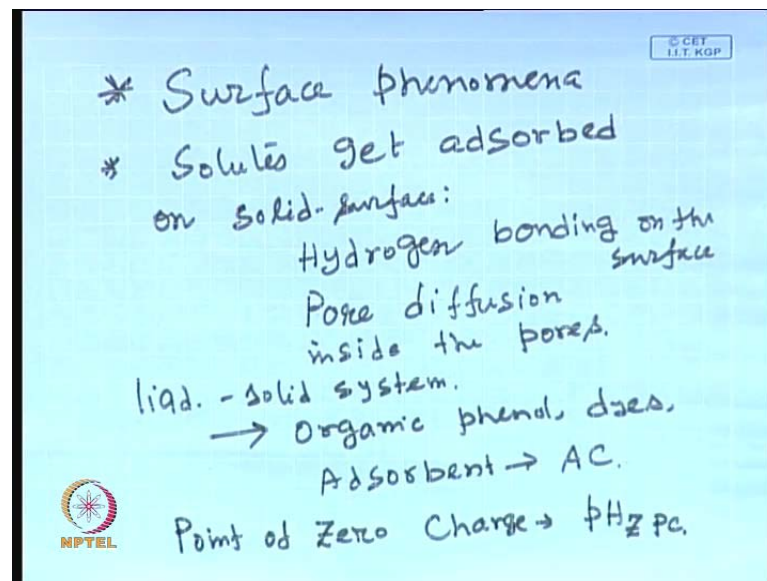 © CET
I.I.T. KGP
* Surface phenomena
* Solutes get adsorbed
on solid-surface:
Hydrogen bonding on the
surface
Pore diffusion
inside the pores.
liqd. - solid system.
→ Organic phenol, dyes,
Adsorbent → AC.
Point of Zero Charge → pHZPC.
NPTEL